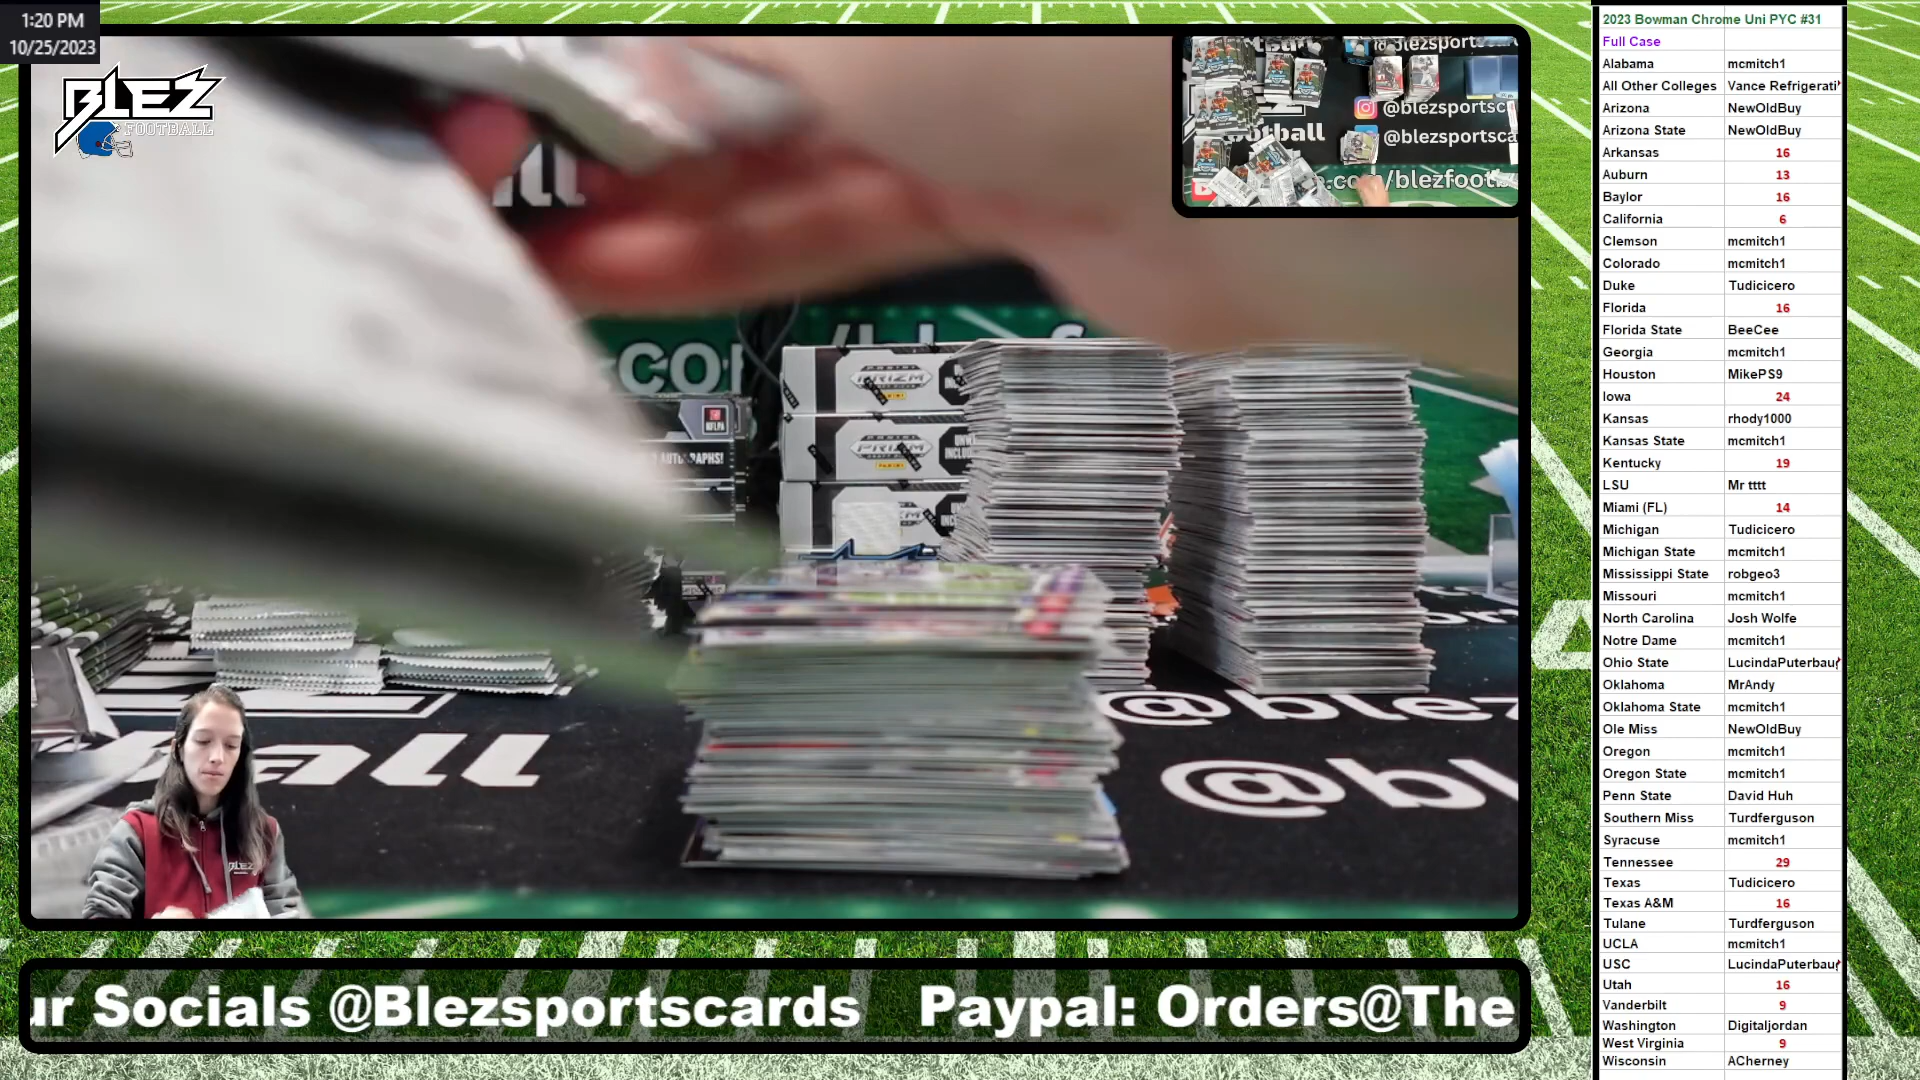 1:20 PM
10/25/2023
BLEZ
FOOTBALL
@blezsportsca
@blezsportsca
PRIZM
PRIZM
AUTOGRAPHS!
NFLPA
@blez
@bl
all
ur Socials @Blezsportscards Paypal: Orders@The
2023 Bowman Chrome Uni PYC #31
Full Case
Alabama mcmitch1
All Other Colleges Vance Refrigerati
Arizona NewOldBuy
Arizona State NewOldBuy
Arkansas 16
Auburn 13
Baylor 16
California 6
Clemson mcmitch1
Colorado mcmitch1
Duke Tudicicero
Florida 16
Florida State BeeCee
Georgia mcmitch1
Houston MikePS9
Iowa 24
Kansas rhody1000
Kansas State mcmitch1
Kentucky 19
LSU Mr tttt
Miami (FL) 14
Michigan Tudicicero
Michigan State mcmitch1
Mississippi State robgeo3
Missouri mcmitch1
North Carolina Josh Wolfe
Notre Dame mcmitch1
Ohio State LucindaPuterbau
Oklahoma MrAndy
Oklahoma State mcmitch1
Ole Miss NewOldBuy
Oregon mcmitch1
Oregon State mcmitch1
Penn State David Huh
Southern Miss Turdferguson
Syracuse mcmitch1
Tennessee 29
Texas Tudicicero
Texas A&M 16
Tulane Turdferguson
UCLA mcmitch1
USC LucindaPuterbau
Utah 16
Vanderbilt 9
Washington Digitaljordan
West Virginia 9
Wisconsin ACherney